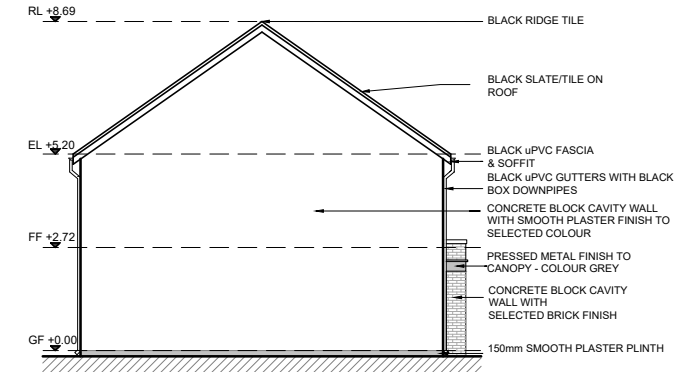 RL +8.69
BLACK RIDGE TILE
BLACK SLATE/TILE ON
ROOF
EL +5.20
BLACK uPVC FASCIA
& SOFFIT
BLACK uPVC GUTTERS WITH BLACK
BOX DOWNPIPES
CONCRETE BLOCK CAVITY WALL
WITH SMOOTH PLASTER FINISH TO
SELECTED COLOUR
FF +2.72
PRESSED METAL FINISH TO
CANOPY - COLOUR GREY
CONCRETE BLOCK CAVITY
WALL WITH
SELECTED BRICK FINISH
GF +0.00
150mm SMOOTH PLASTER PLINTH